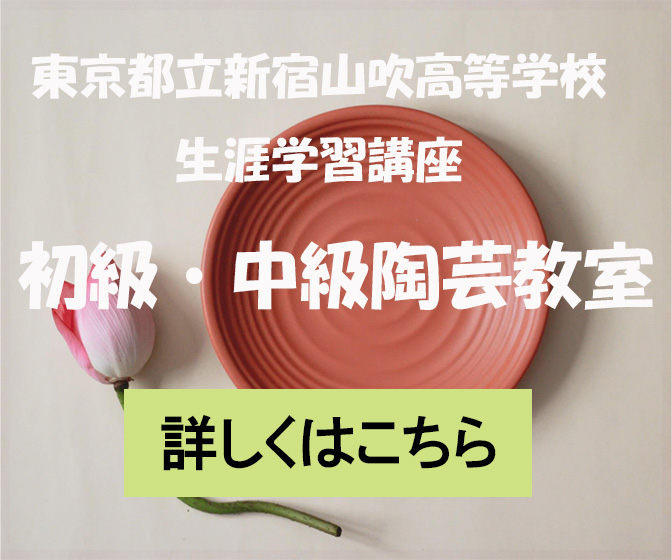 東京都立新宿山吹高等学校
生涯学習講座
初級・中級陶芸教室
詳しくはこちら